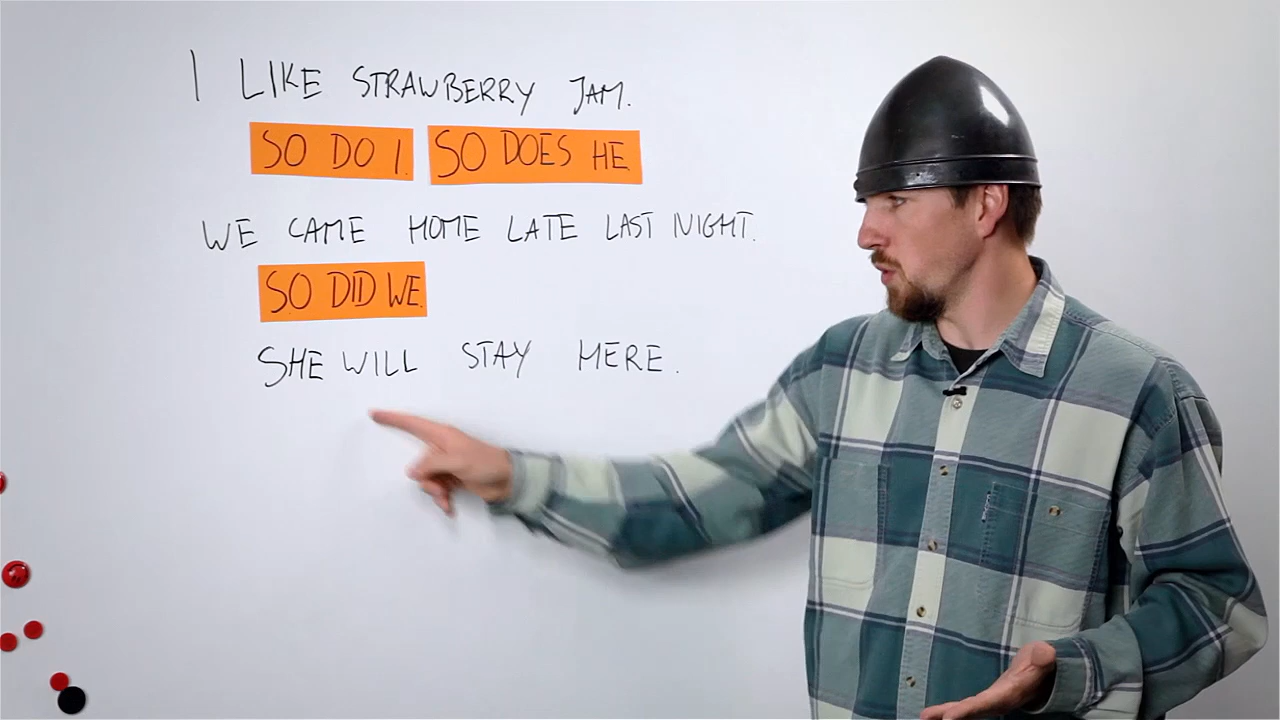 I LIKE STRAWBERRY JAM.
SO DO I. SO DOES HE
WE CAME HOME LATE LAST NIGHT.
SO DID WE.
SHE WILL STAY HERE.